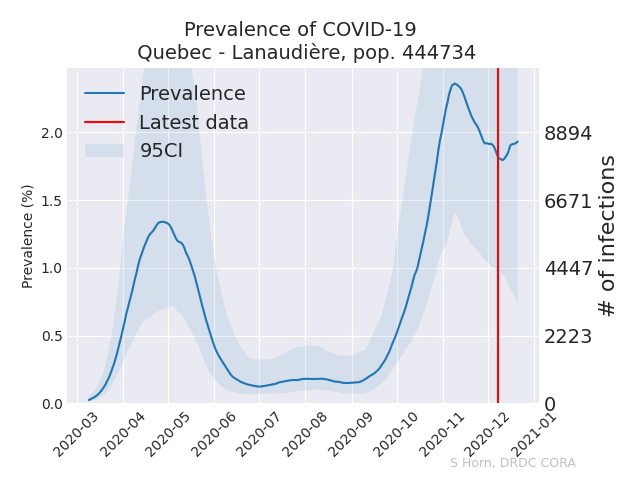 Prevalence of COVID-19
Quebec - Lanaudière, pop. 444734
Prevalence
Latest data
95CI
Prevalence (%)
2.0
1.5
1.0
0.5
0.0
8894
6671
4447
2223
0
# of infections
2020-03
2020-04
2020-05
2020-06
2020-07
2020-08
2020-09
2020-10
2020-11
2020-12
2021-01
S Horn, DRDC CORA